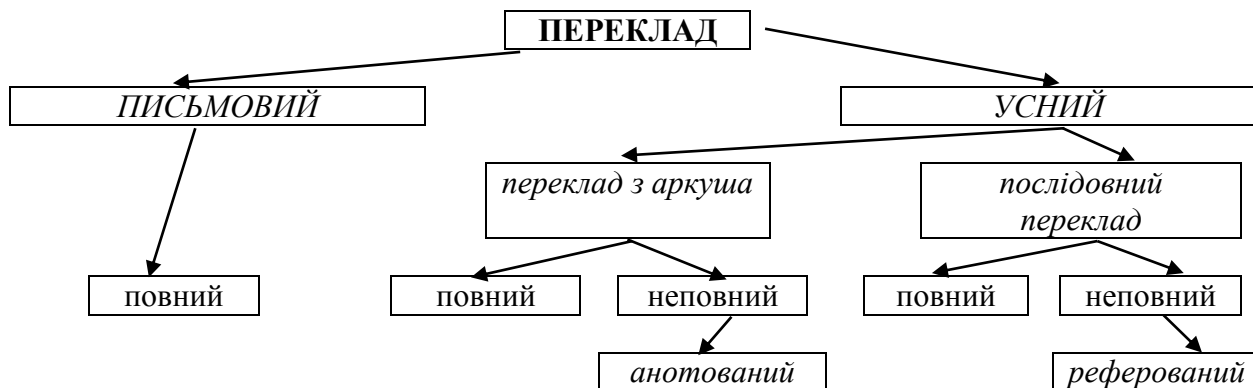 ПЕРЕКЛАД
ПИСЬМОВИЙ
УСНИЙ
переклад з аркуша
послідовний
переклад
повний
повний
неповний
повний
неповний
анотований
реферований